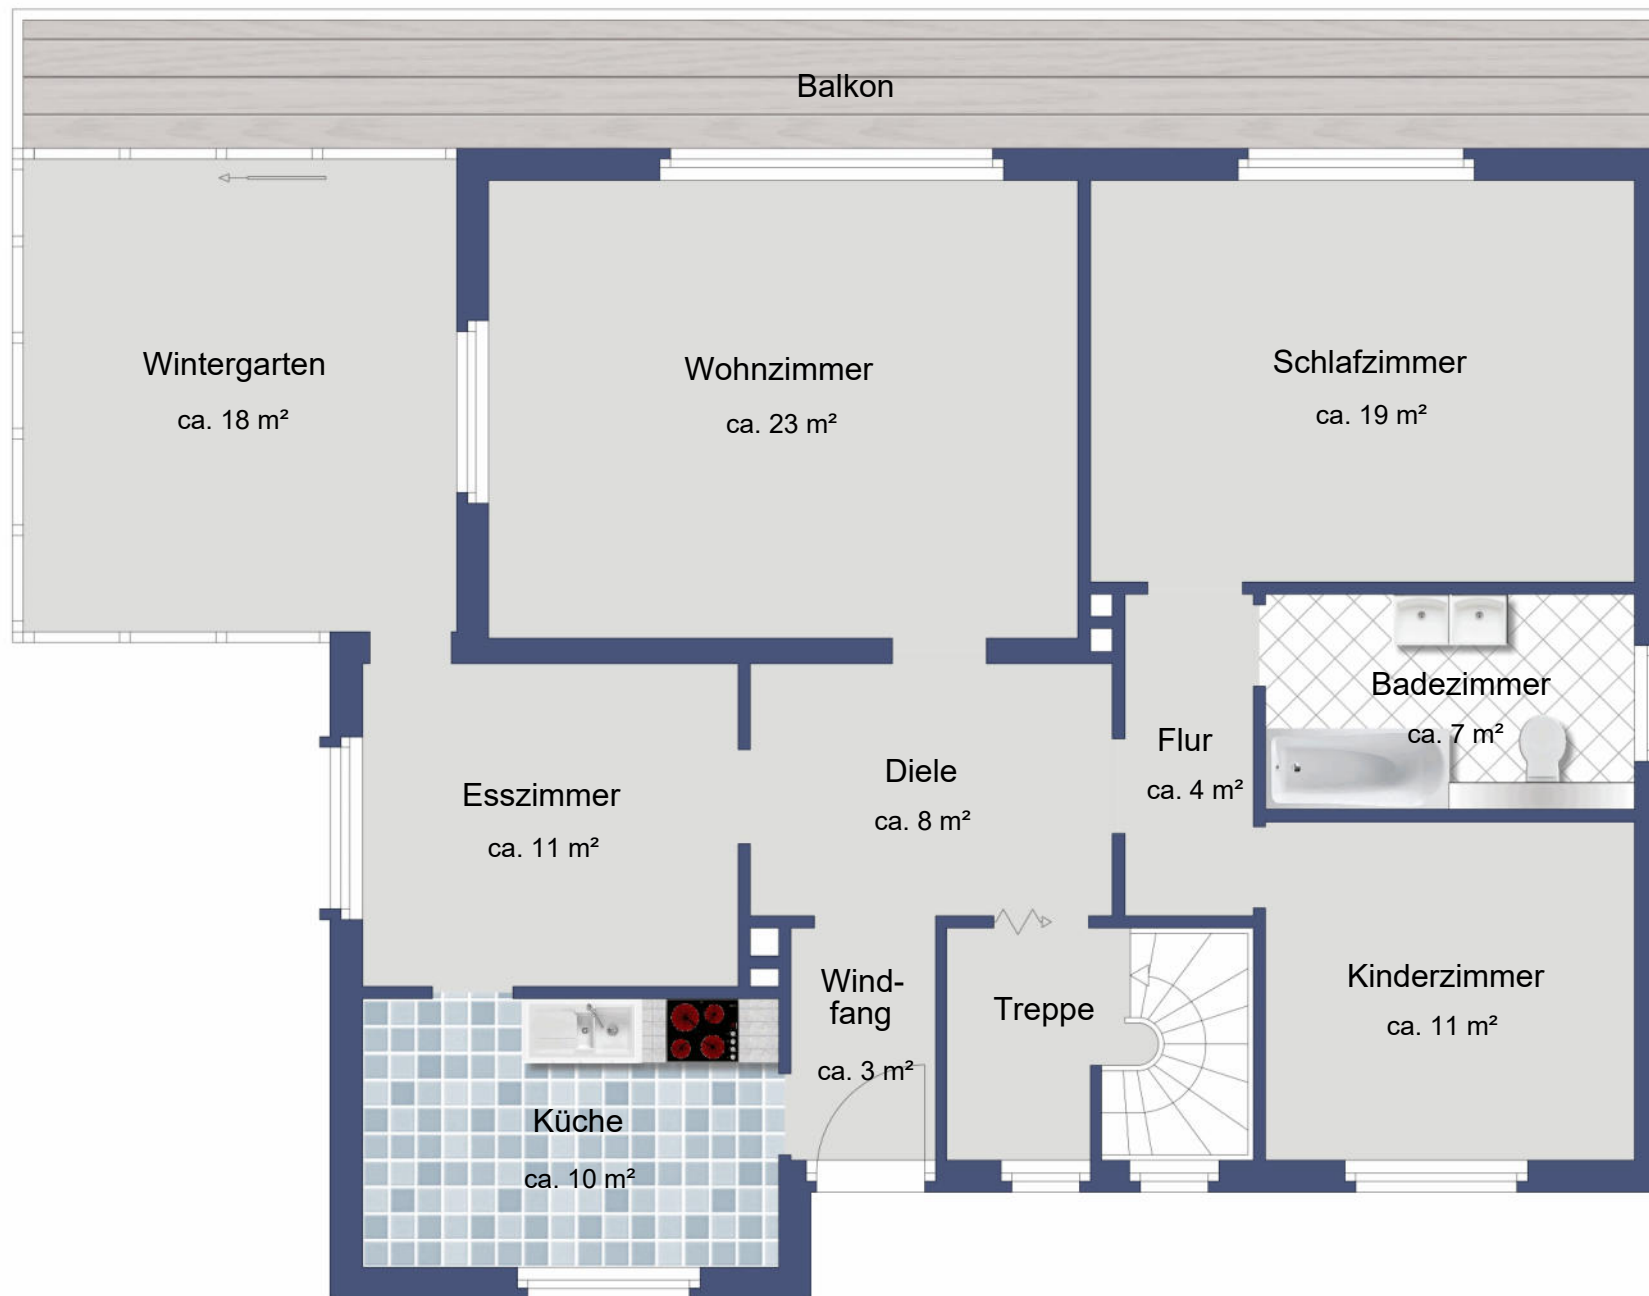 Balkon
Wintergarten
ca. 18 m²
Wohnzimmer
ca. 23 m²
Schlafzimmer
ca. 19 m²
Badezimmer
ca. 7 m²
Flur
ca. 4 m²
Diele
ca. 8 m²
Esszimmer
ca. 11 m²
Wind-
fang
ca. 3 m²
Treppe
Kinderzimmer
ca. 11 m²
Küche
ca. 10 m²